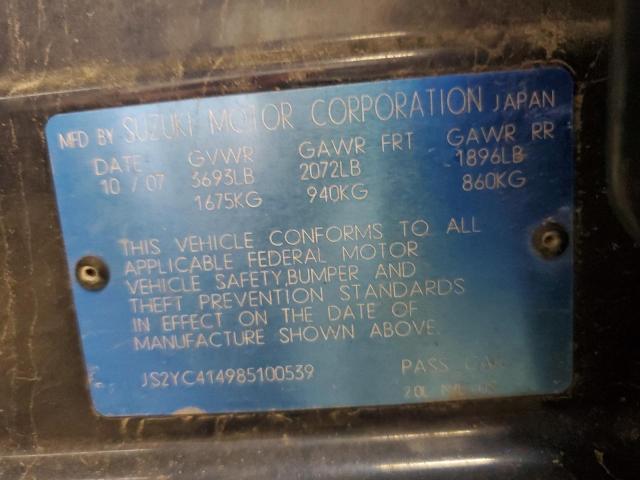 MFD BY SUZUKI MOTOR CORPORATION JAPAN
DATE GVWR GAWR FRT GAWR RR
10 / 07 3693LB 2072LB 1896LB
1675KG 940KG 860KG
THIS VEHICLE CONFORMS TO ALL
APPLICABLE FEDERAL MOTOR
VEHICLE SAFETY,BUMPER AND
THEFT PREVENTION STANDARDS
IN EFFECT ON THE DATE OF
MANUFACTURE SHOWN ABOVE.
JS2YC414985100539 PASS CAR